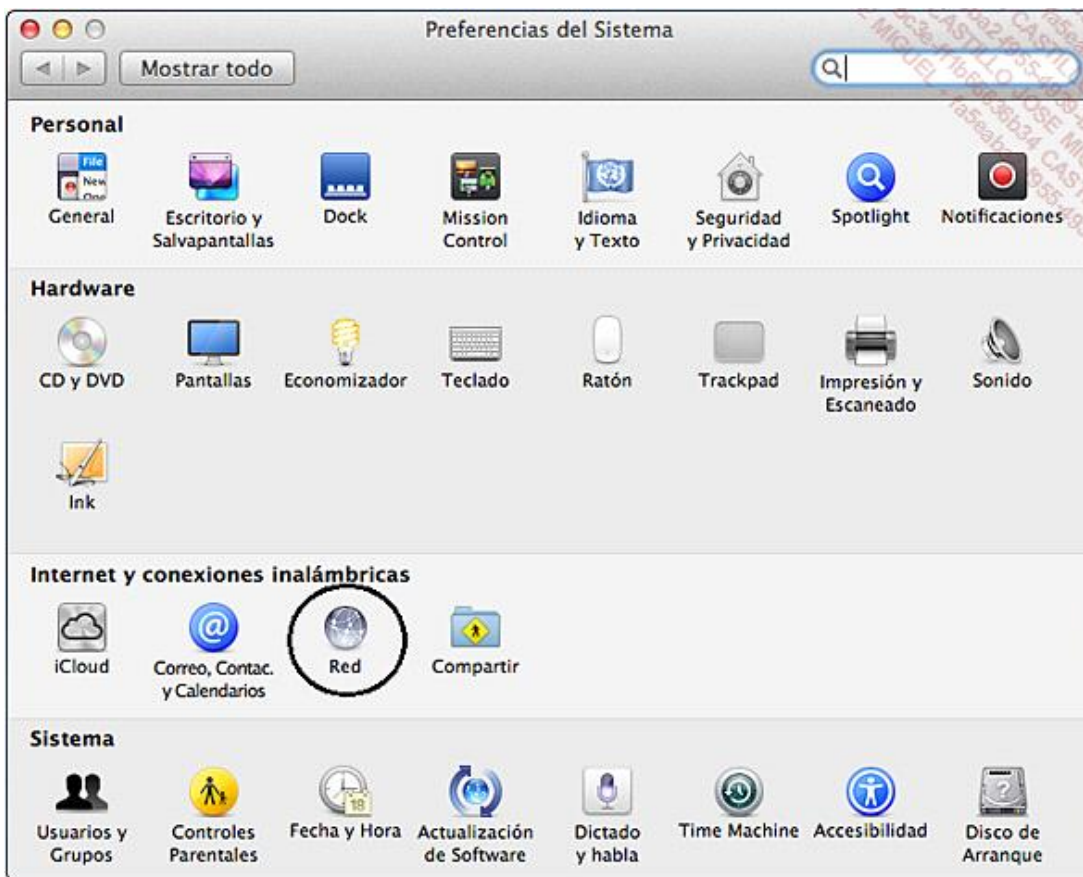 Preferencias del Sistema
Mostrar todo
Personal
General
Escritorio y
Salvapantallas
Dock
Mission
Control
Idioma
y Texto
Seguridad
y Privacidad
Spotlight
Notificaciones
Hardware
CD y DVD
Pantallas
Economizador
Teclado
Ratón
Trackpad
Impresión y
Escaneado
Sonido
Ink
Internet y conexiones inalámbricas
iCloud
Correo, Contac.
y Calendarios
Red
Compartir
Sistema
Usuarios y
Grupos
Controles
Parentales
Fecha y Hora
18
Actualización
de Software
Dictado
y habla
Time Machine
Accesibilidad
Disco de
Arranque
File
New